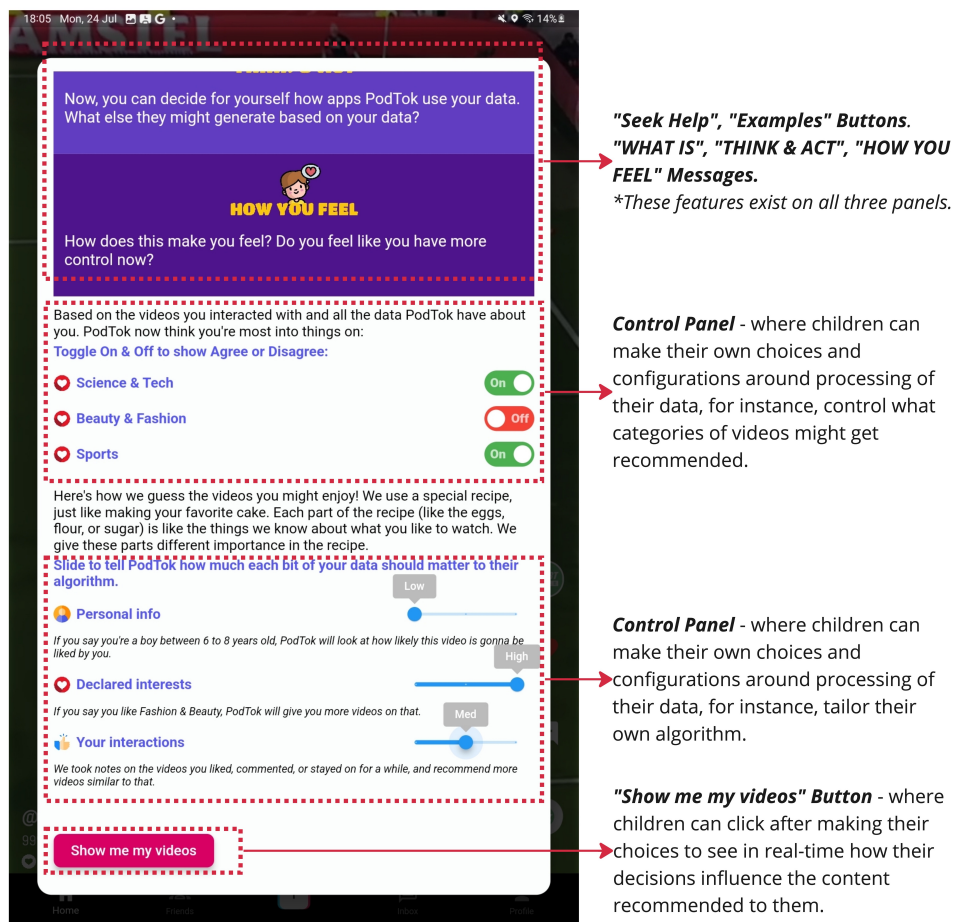 18:05 Mon, 24 Jul
14%
AMSTEL
Now, you can decide for yourself how apps PodTok use your data.
What else they might generate based on your data?
HOW YOU FEEL
How does this make you feel? Do you feel like you have more
control now?
Based on the videos you interacted with and all the data PodTok have about
you. PodTok now think you're most into things on:
Toggle On & Off to show Agree or Disagree:
Science & Tech
On
Beauty & Fashion
Off
Sports
On
Here's how we guess the videos you might enjoy! We use a special recipe,
just like making your favorite cake. Each part of the recipe (like the eggs,
flour, or sugar) is like the things we know about what you like to watch. We
give these parts different importance in the recipe.
Slide to tell PodTok how much each bit of your data should matter to their
algorithm.
Low
Personal info
If you say you're a boy between 6 to 8 years old, PodTok will look at how likely this video is gonna be
liked by you.
High
Declared interests
If you say you like Fashion & Beauty, PodTok will give you more videos on that.
Med
Your interactions
We took notes on the videos you liked, commented, or stayed on for a while, and recommend more
videos similar to that.
Show me my videos
Home
Friends
Inbox
Profile
"Seek Help", "Examples" Buttons.
"WHAT IS", "THINK & ACT", "HOW YOU
FEEL" Messages.
*These features exist on all three panels.
Control Panel - where children can
make their own choices and
configurations around processing of
their data, for instance, control what
categories of videos might get
recommended.
Control Panel - where children can
make their own choices and
configurations around processing of
their data, for instance, tailor their
own algorithm.
"Show me my videos" Button - where
children can click after making their
choices to see in real-time how their
decisions influence the content
recommended to them.